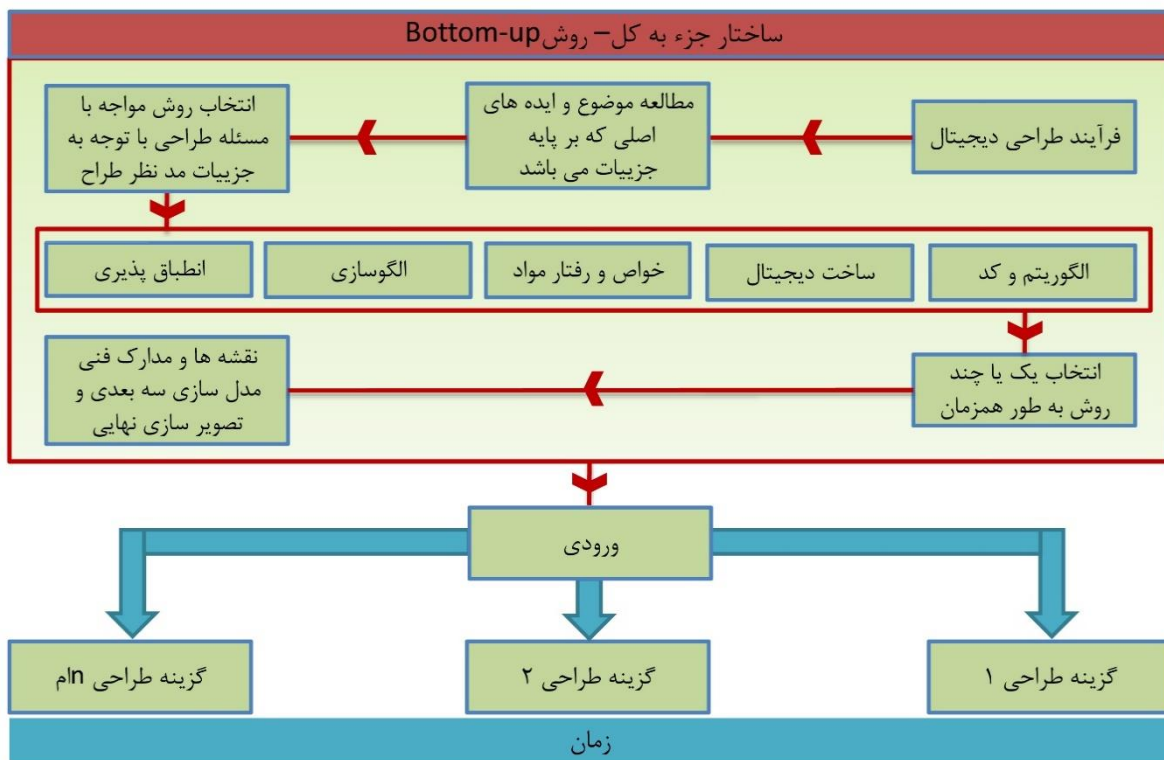 ساختار جزء به کل– روش Bottom-up
فرآیند طراحی دیجیتال
مطالعه موضوع و ایده های
اصلی که بر پایه
جزییات می باشد
انتخاب روش مواجه با
مسئله طراحی با توجه به
جزییات مد نظر طراح
الگوریتم و کد
ساخت دیجیتال
خواص و رفتار مواد
الگوسازی
انطباق پذیری
انتخاب یک یا چند
روش به طور همزمان
نقشه ها و مدارک فنی
مدل سازی سه بعدی و
تصویر سازی نهایی
ورودی
گزینه طراحی ۱
گزینه طراحی ۲
گزینه طراحی nام
زمان